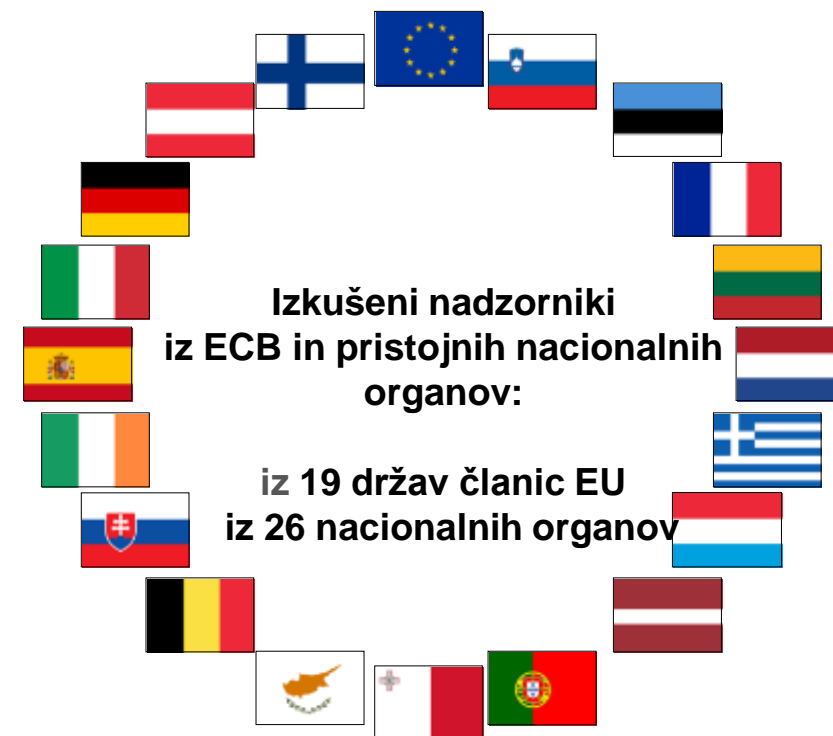 Izkušeni nadzorniki
iz ECB in pristojnih nacionalnih
organov:
iz 19 držav članic EU
iz 26 nacionalnih organov